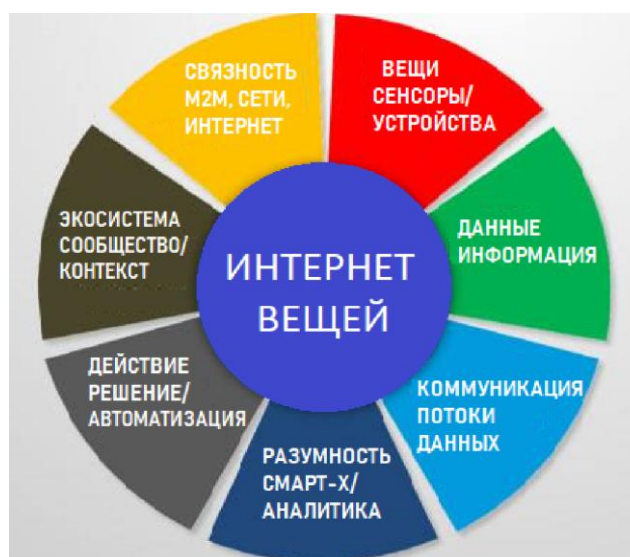 СВЯЗНОСТЬ
M2M, СЕТИ,
ИНТЕРНЕТ
ВЕЩИ
СЕНСОРЫ/
УСТРОЙСТВА
ДАННЫЕ
ИНФОРМАЦИЯ
КОММУНИКАЦИЯ
ПОТОКИ
ДАННЫХ
РАЗУМНОСТЬ
СМАРТ-X/
АНАЛИТИКА
ДЕЙСТВИЕ
РЕШЕНИЕ/
АВТОМАТИЗАЦИЯ
ЭКОСИСТЕМА
СООБЩЕСТВО/
КОНТЕКСТ
ИНТЕРНЕТ
ВЕЩЕЙ